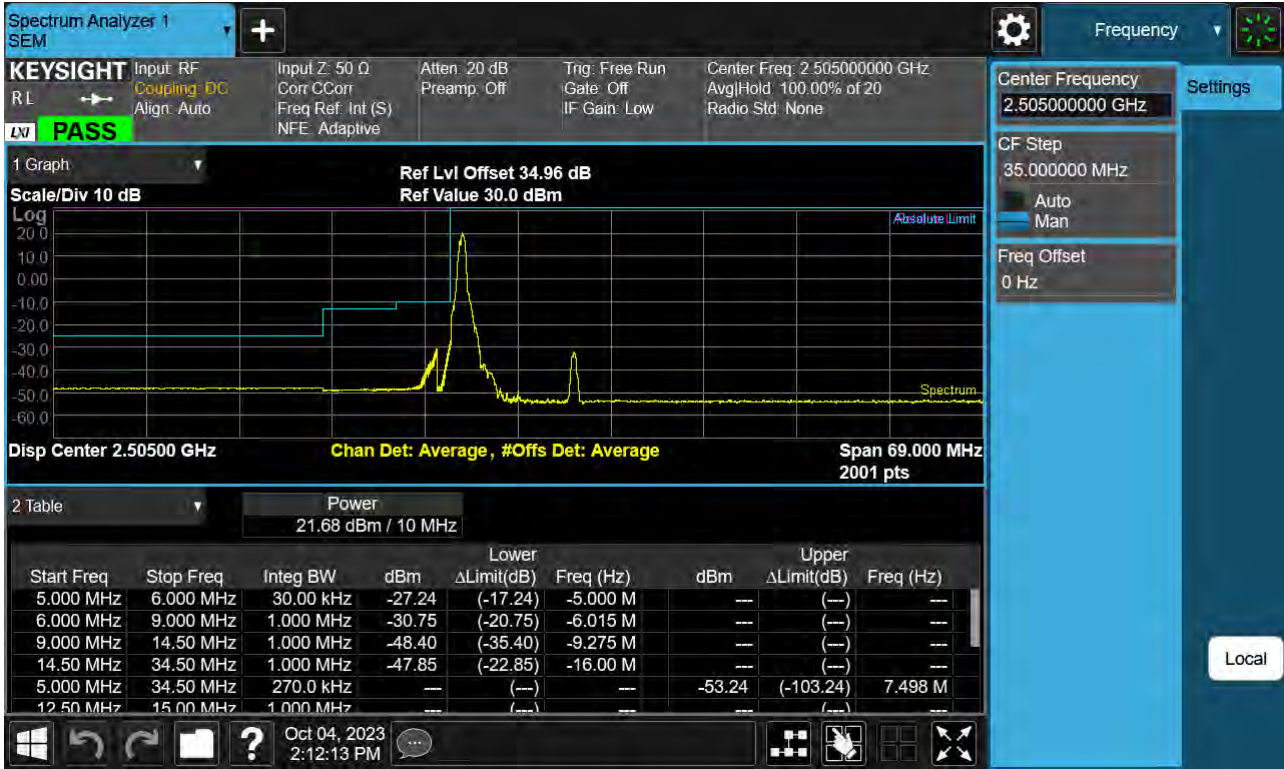 Spectrum Analyzer 1
SEM
Frequency
KEYSIGHT
Input: RF
Coupling: DC
Align: Auto
Input Z: 50 Ω
Corr CCorr
Freq Ref: Int (S)
NFE: Adaptive
Atten: 20 dB
Preamp: Off
Trig: Free Run
Gate: Off
IF Gain: Low
Center Freq: 2.505000000 GHz
Avg|Hold: 100.00% of 20
Radio Std: None
R L
LXI
PASS
Center Frequency
2.505000000 GHz
Settings
CF Step
35.000000 MHz
Auto
Man
Freq Offset
0 Hz
Local
1 Graph
Scale/Div 10 dB
Ref Lvl Offset 34.96 dB
Ref Value 30.0 dBm
Log
20.0
10.0
0.00
-10.0
-20.0
-30.0
-40.0
-50.0
-60.0
Absolute Limit
Spectrum
Disp Center 2.50500 GHz
Chan Det: Average , #Offs Det: Average
Span 69.000 MHz
2001 pts
2 Table
Power
21.68 dBm / 10 MHz
Lower Upper
Start Freq Stop Freq Integ BW dBm ΔLimit(dB) Freq (Hz) dBm ΔLimit(dB) Freq (Hz)
5.000 MHz 6.000 MHz 30.00 kHz -27.24 (-17.24) -5.000 M --- (---) ---
6.000 MHz 9.000 MHz 1.000 MHz -30.75 (-20.75) -6.015 M --- (---) ---
9.000 MHz 14.50 MHz 1.000 MHz -48.40 (-35.40) -9.275 M --- (---) ---
14.50 MHz 34.50 MHz 1.000 MHz -47.85 (-22.85) -16.00 M --- (---) ---
5.000 MHz 34.50 MHz 270.0 kHz --- (---) --- -53.24 (-103.24) 7.498 M
12.50 MHz 15.00 MHz 1.000 MHz --- (---) --- --- (---) ---
Oct 04, 2023
2:12:13 PM